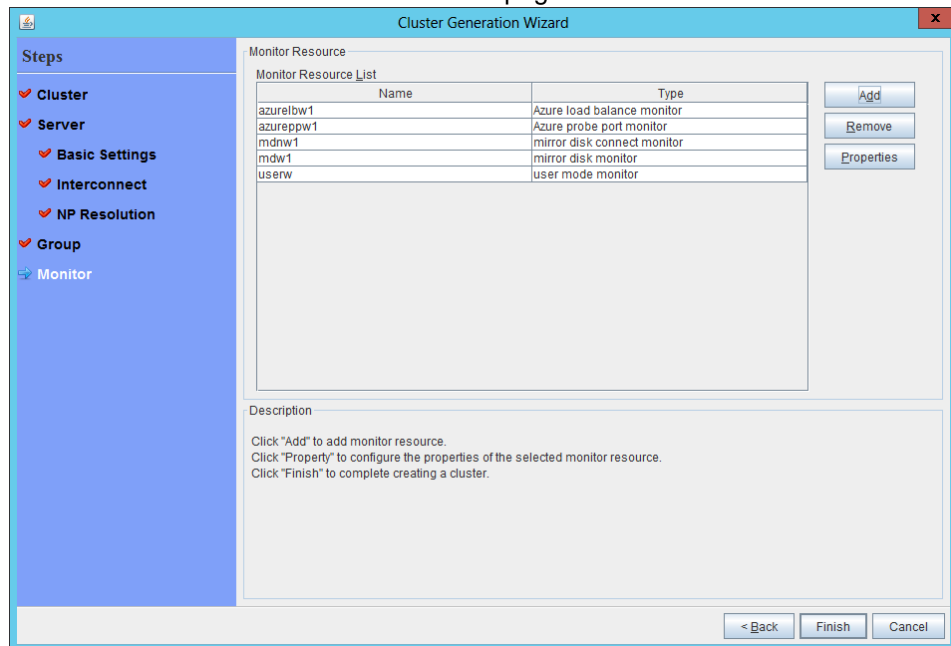 Cluster Generation Wizard
x
Steps
Cluster
Server
Basic Settings
Interconnect
NP Resolution
Group
Monitor
Monitor Resource
Monitor Resource List
Name Type
azurelbw1 Azure load balance monitor
azureppw1 Azure probe port monitor
mdnw1 mirror disk connect monitor
mdw1 mirror disk monitor
userw user mode monitor
Add
Remove
Properties
Description
Click "Add" to add monitor resource.
Click "Property" to configure the properties of the selected monitor resource.
Click "Finish" to complete creating a cluster.
< Back Finish Cancel